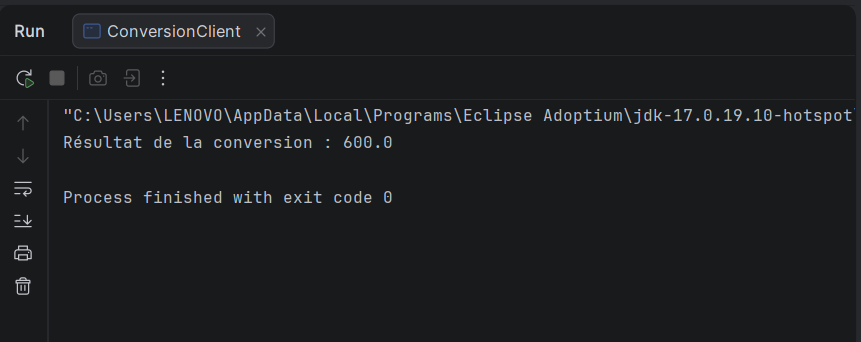 Run ConversionClient
"C:\Users\LENOVO\AppData\Local\Programs\Eclipse Adoptium\jdk-17.0.19.10-hotspot
Résultat de la conversion : 600.0
Process finished with exit code 0